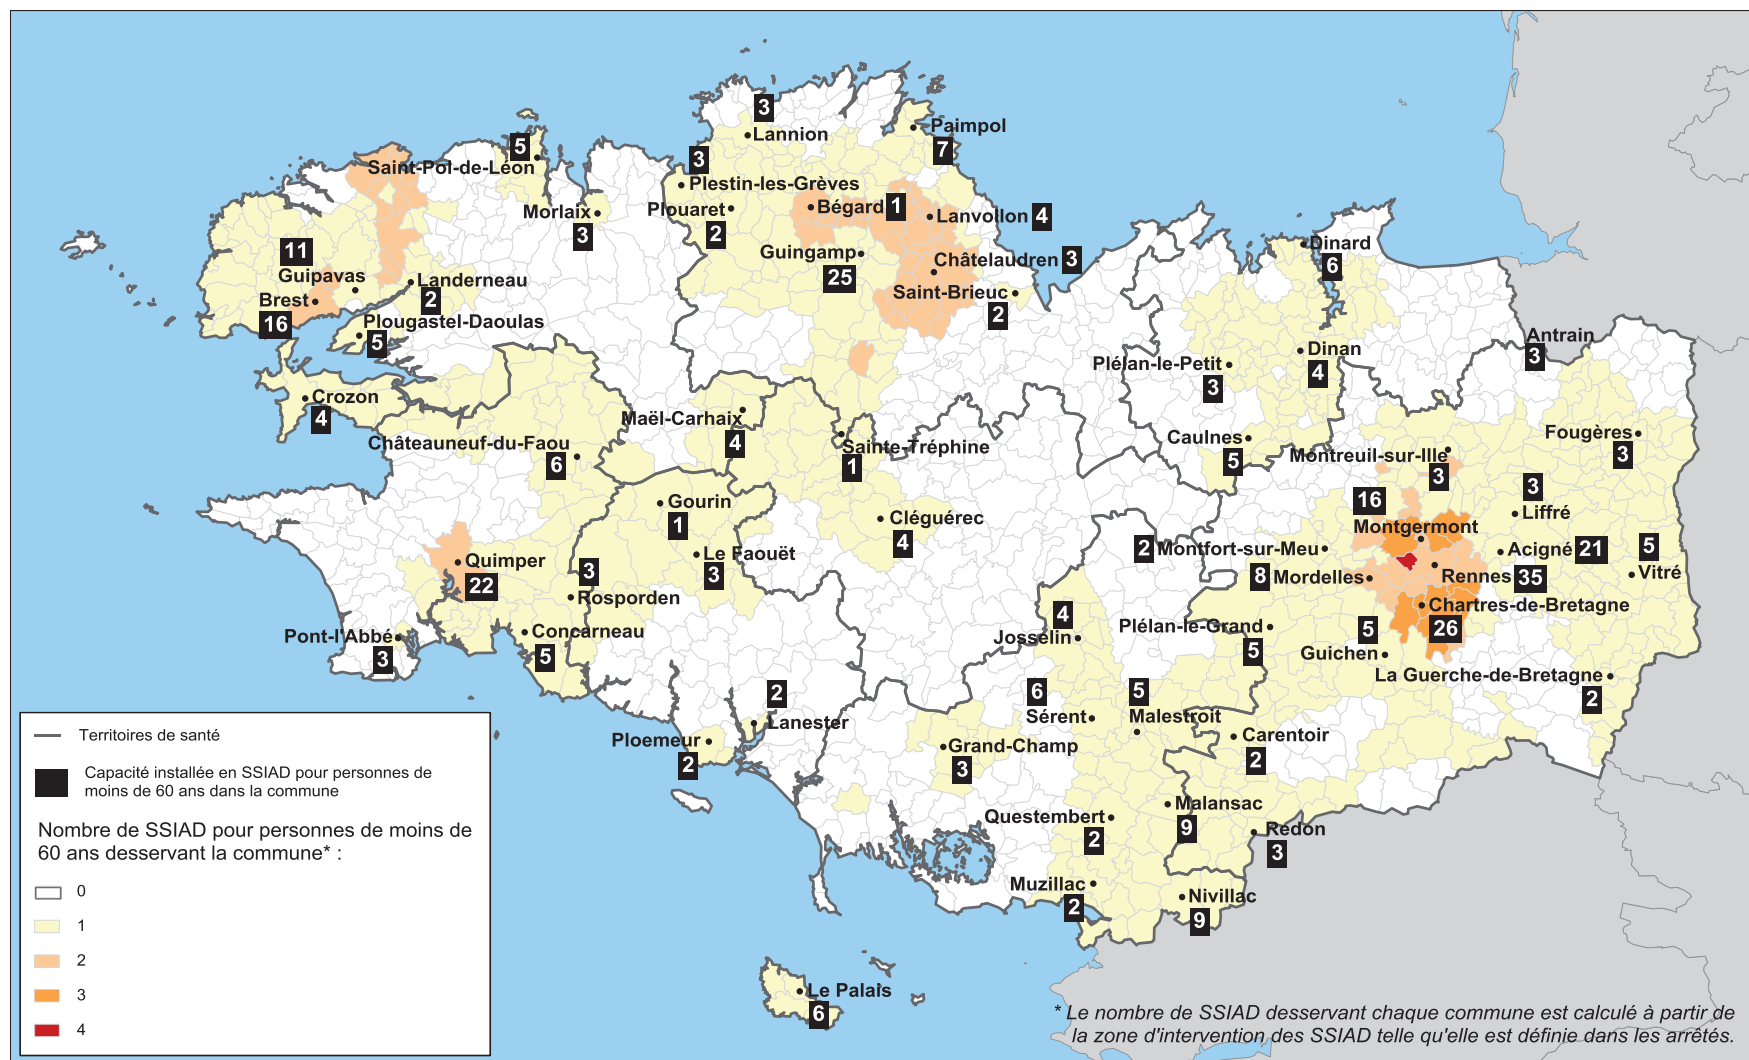 3
Lannion
Paimpol
7
5
Saint-Pol-de-Léon
3
Plestin-les-Grèves
Morlaix
3
Plouaret
2
Bégard
1
Lanvollon
4
11
Guipavas
Brest
16
Landerneau
2
Plougastel-Daoulas
5
Guingamp
25
Châtelaudren
3
Saint-Brieuc
2
Dinard
6
Antrain
3
Dinan
4
Plélan-le-Petit
3
Crozon
4
Châteauneuf-du-Faou
6
Maël-Carhaix
4
Sainte-Tréphine
1
Caulnes
5
Montreuil-sur-Ille
3
Fougères
3
Gourin
1
Cléguérec
4
16
Montgermont
3
Liffré
Quimper
22
3
Rosporden
Le Faouët
3
2
Montfort-sur-Meu
8
Mordelles
Acigné
21
5
Vitré
Rennes
35
Chartres-de-Bretagne
26
Pont-l'Abbé
3
Concarneau
5
4
Josselin
Plélan-le-Grand
5
5
Guichen
La Guerche-de-Bretagne
2
2
Lanester
Ploemeur
2
6
Sérent
5
Malestroit
Grand-Champ
3
Carentoir
2
Questembert
2
Malansac
9
Redon
3
Muzillac
2
Nivillac
9
Le Palais
6
Territoires de santé
Capacité installée en SSIAD pour personnes de
moins de 60 ans dans la commune
Nombre de SSIAD pour personnes de moins de
60 ans desservant la commune* :
0
1
2
3
4
* Le nombre de SSIAD desservant chaque commune est calculé à partir de
la zone d'intervention des SSIAD telle qu'elle est définie dans les arrêtés.